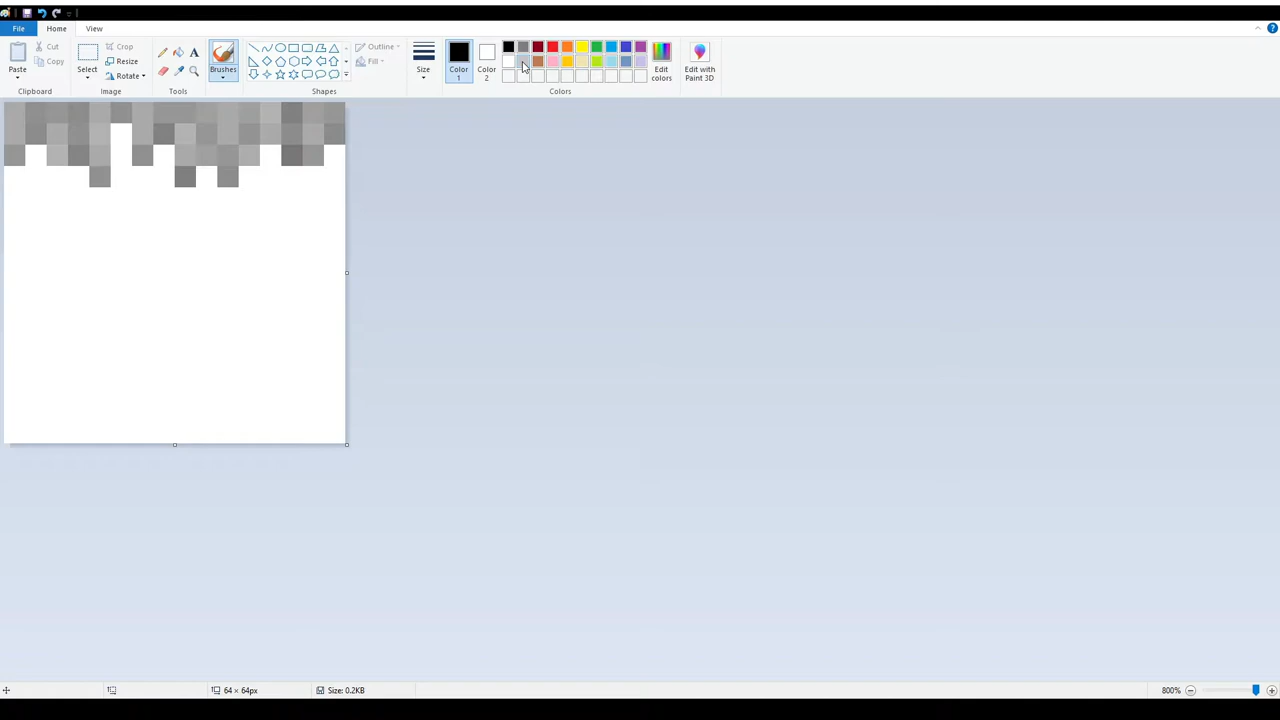 File Home View
Paste
Cut
Copy
Clipboard
Select
Crop
Resize
Rotate
Image
A
Tools
Brushes
Outline
Fill
Shapes
Size
Color 1
Color 2
Colors
Edit colors
Edit with Paint 3D
64 × 64px
Size: 0.2KB
800%